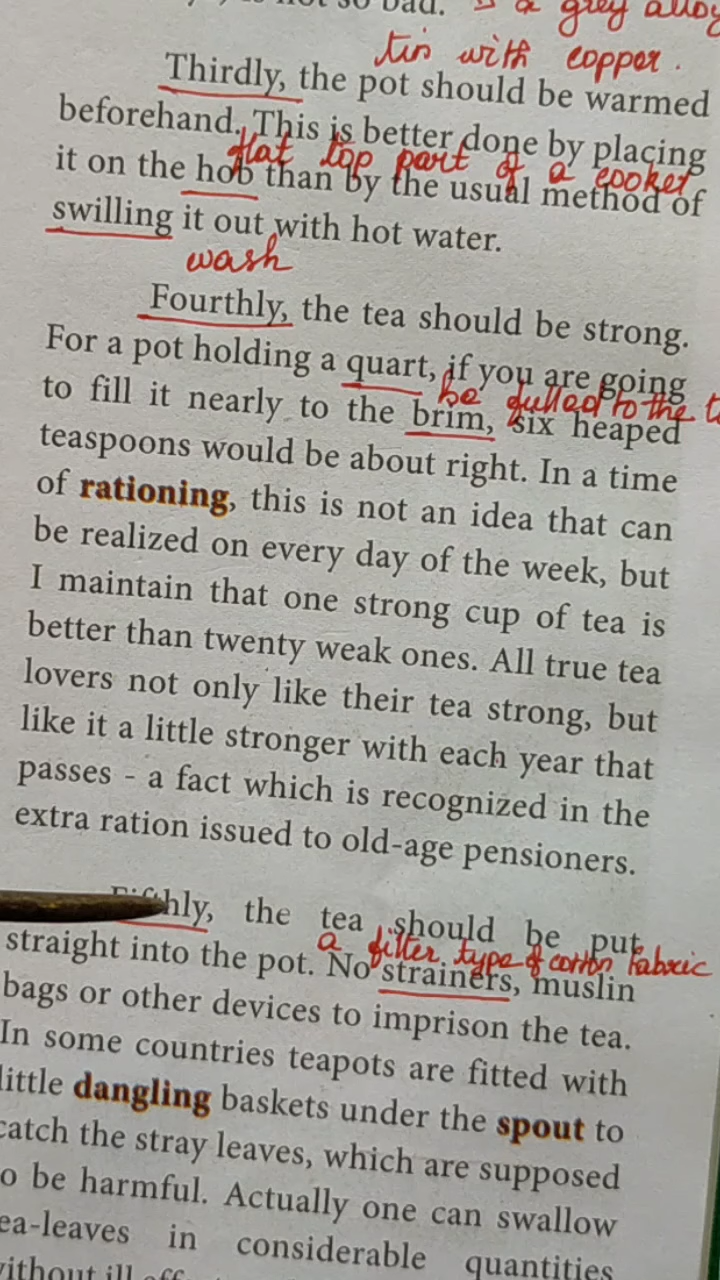 not so bad. is a grey alloy
tin with copper.
Thirdly, the pot should be warmed
beforehand. This is better done by placing
flat top part of a cooker
it on the hob than by the usual method of
swilling it out with hot water.
wash
Fourthly, the tea should be strong.
For a pot holding a quart, if you are going
be fulled to the
to fill it nearly to the brim, six heaped
teaspoons would be about right. In a time
of rationing, this is not an idea that can
be realized on every day of the week, but
I maintain that one strong cup of tea is
better than twenty weak ones. All true tea
lovers not only like their tea strong, but
like it a little stronger with each year that
passes - a fact which is recognized in the
extra ration issued to old-age pensioners.
Fifthly, the tea should be put
a filter type of cotton fabric
straight into the pot. No strainers, muslin
bags or other devices to imprison the tea.
In some countries teapots are fitted with
little dangling baskets under the spout to
catch the stray leaves, which are supposed
to be harmful. Actually one can swallow
tea-leaves in considerable quantities
without ill